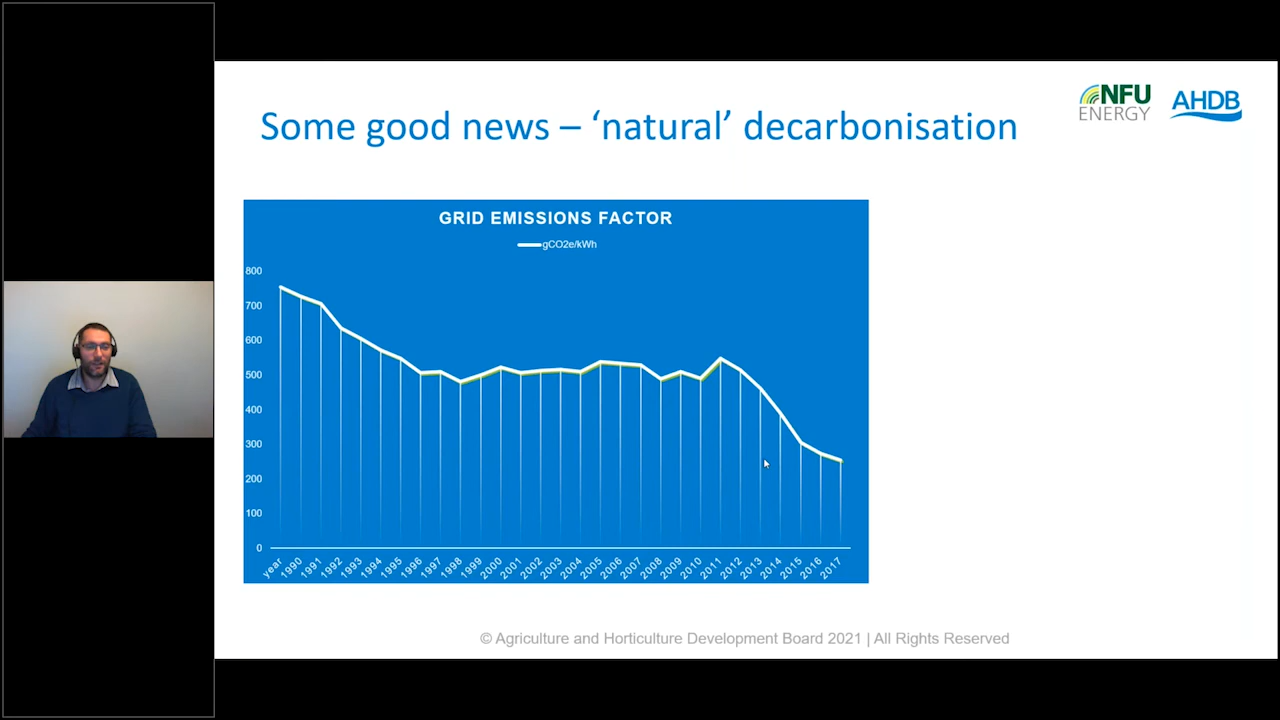 NFU
ENERGY
AHDB
Some good news – ‘natural’ decarbonisation
GRID EMISSIONS FACTOR
gCO2e/kWh
800
700
600
500
400
300
200
100
0
year 1990 1991 1992 1993 1994 1995 1996 1997 1998 1999 2000 2001 2002 2003 2004 2005 2006 2007 2008 2009 2010 2011 2012 2013 2014 2015 2016 2017
© Agriculture and Horticulture Development Board 2021 | All Rights Reserved